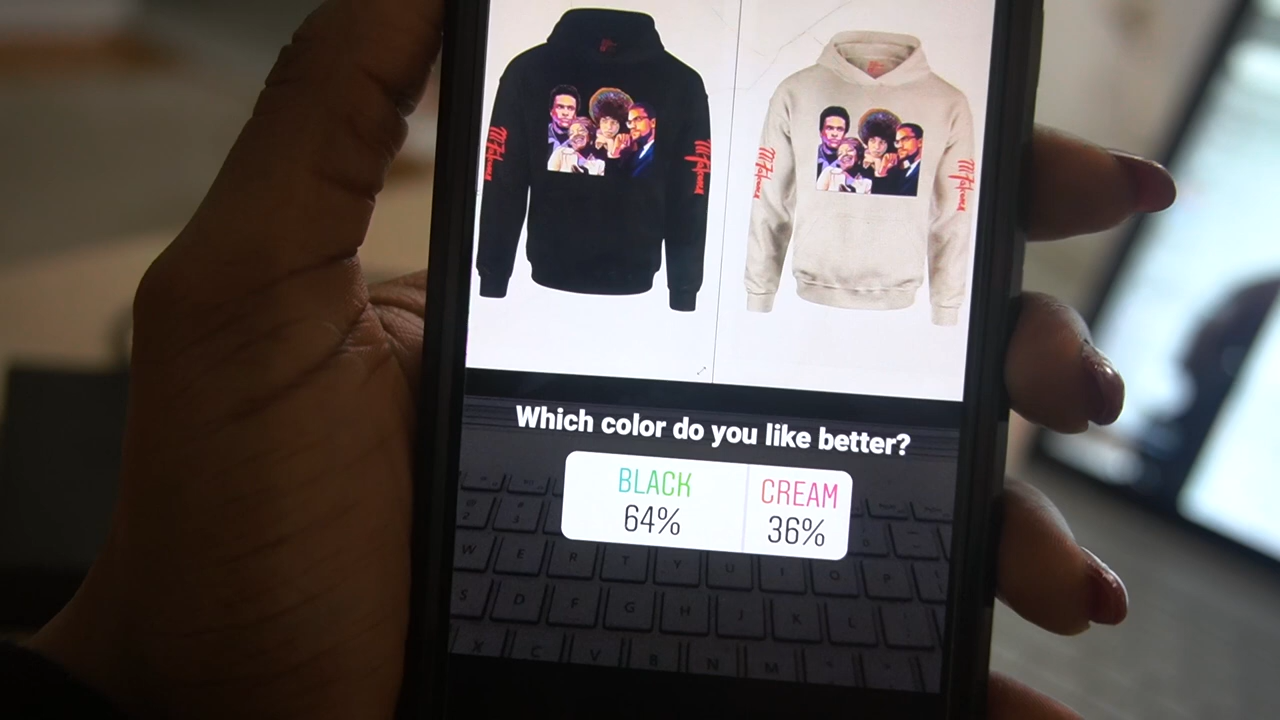 Which color do you like better?
BLACK
64%
CREAM
36%
W E R T Y U I O P
S D F G H J K L
X C V B N M